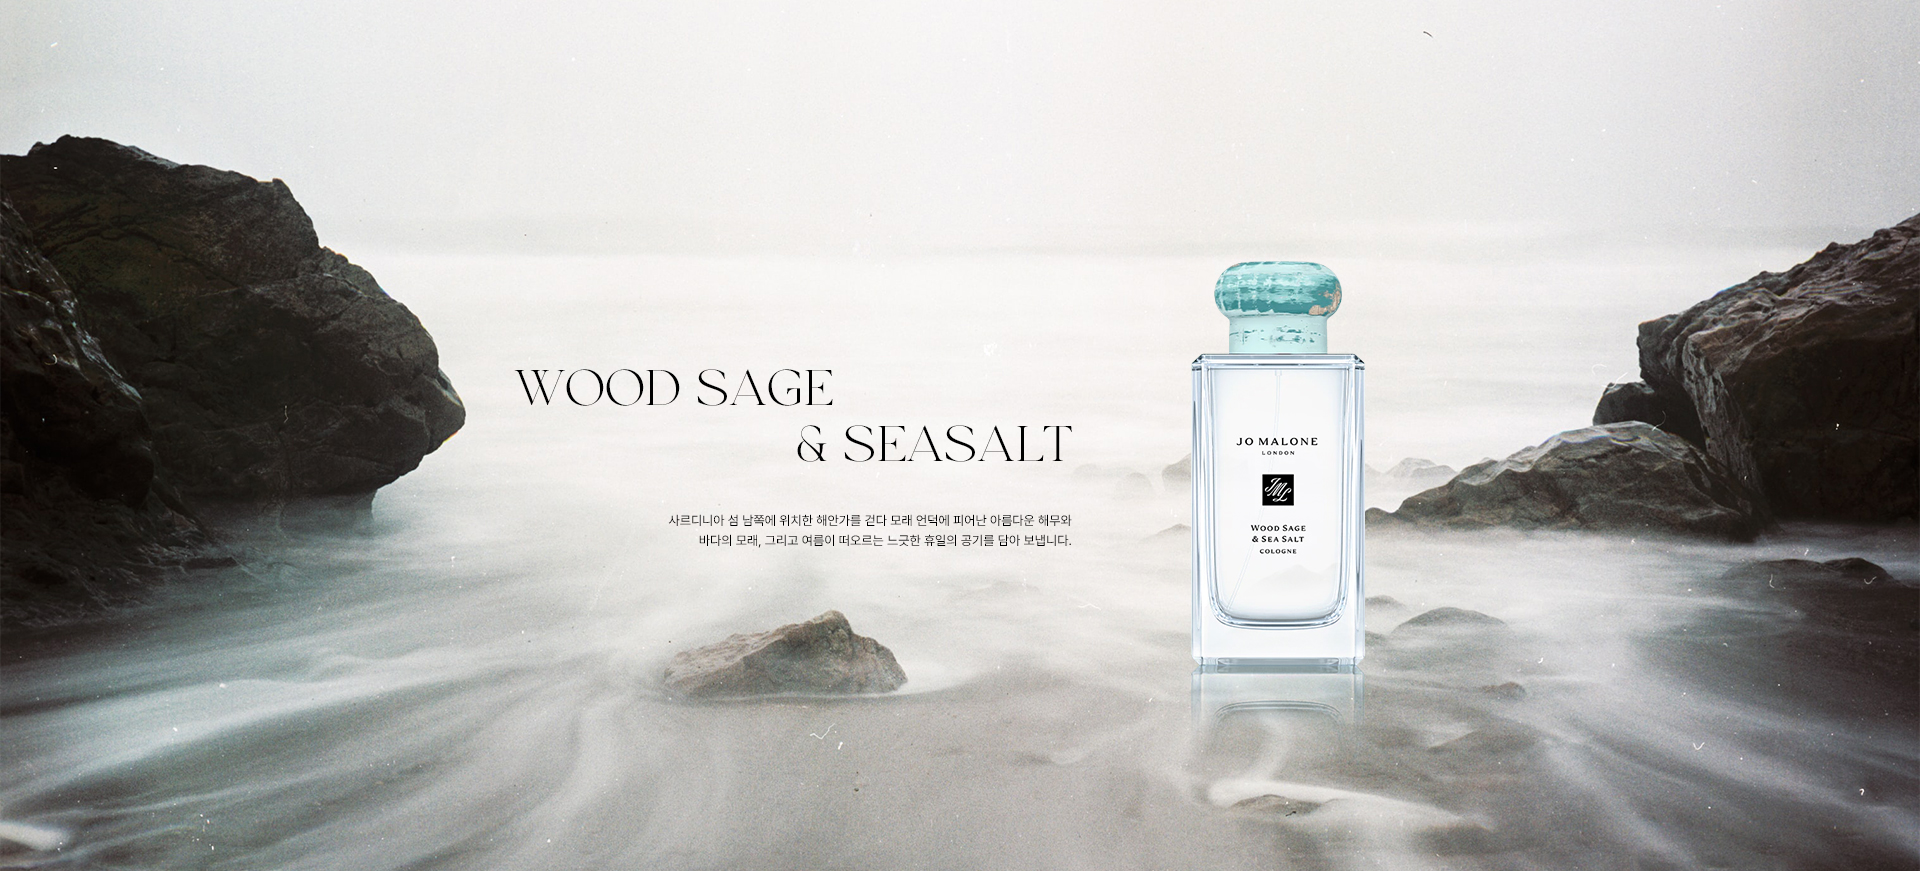 WOOD SAGE
& SEASALT
사르디니아 섬 남쪽에 위치한 해안가를 걷다 모래 언덕에 피어난 아름다운 해무와
바다의 모래, 그리고 여름이 떠오르는 느긋한 휴일의 공기를 담아 보냅니다.
JO MALONE
LONDON
JML
WOOD SAGE
& SEA SALT
COLOGNE